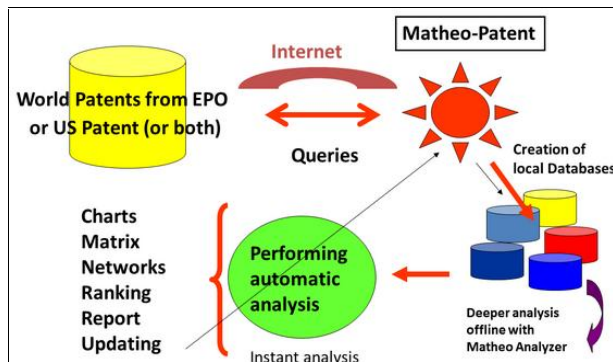 Internet
Matheo-Patent
World Patents from EPO
or US Patent (or both)
Queries
Creation of
local Databases
Charts
Matrix
Networks
Ranking
Report
Updating
Performing
automatic
analysis
Instant analysis
Deeper analysis
offline with
Matheo Analyzer